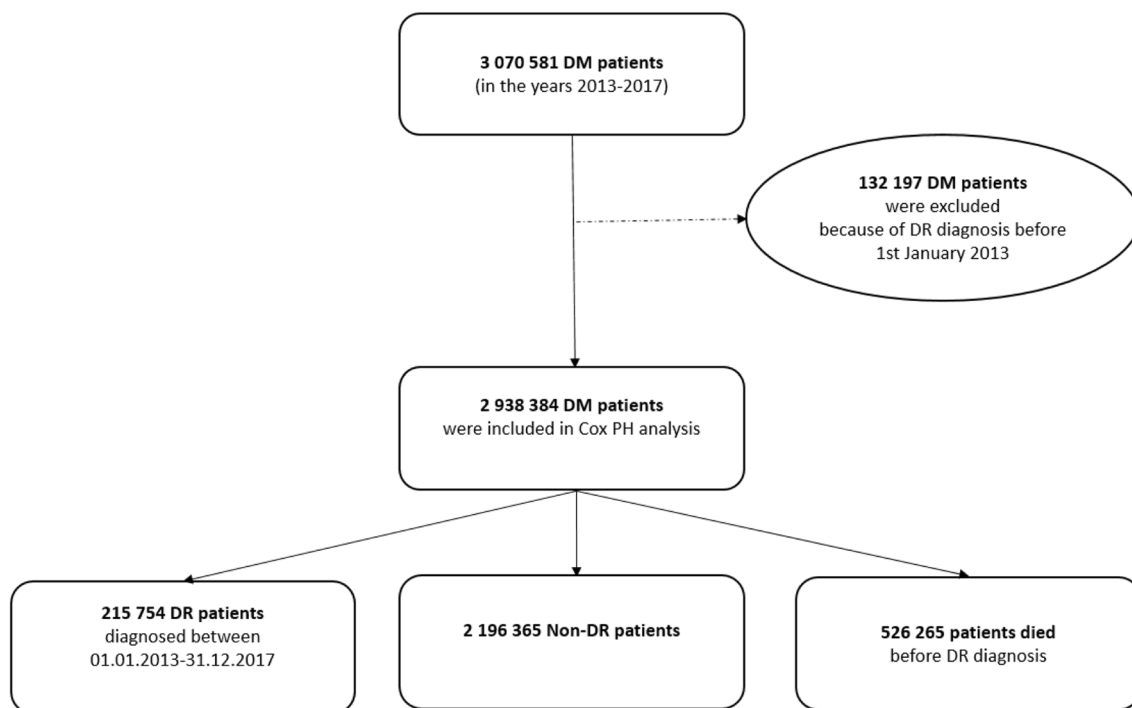 3 070 581 DM patients
(in the years 2013-2017)
132 197 DM patients
were excluded
because of DR diagnosis before
1st January 2013
2 938 384 DM patients
were included in Cox PH analysis
215 754 DR patients
diagnosed between
01.01.2013-31.12.2017
2 196 365 Non-DR patients
526 265 patients died
before DR diagnosis